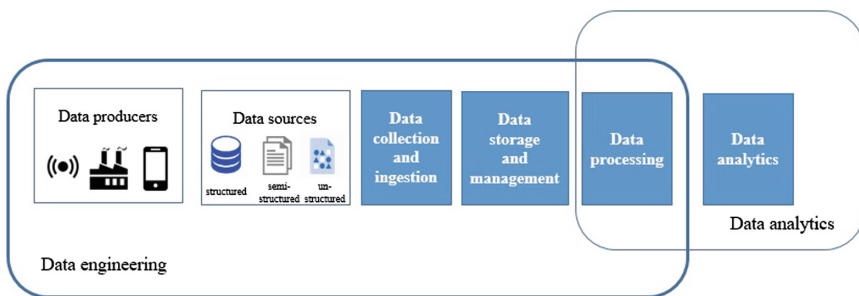 Data producers
Data sources
structured
semi-
structured
un-
structured
Data
collection
and
ingestion
Data
storage
and
management
Data
processing
Data
analytics
Data analytics
Data engineering